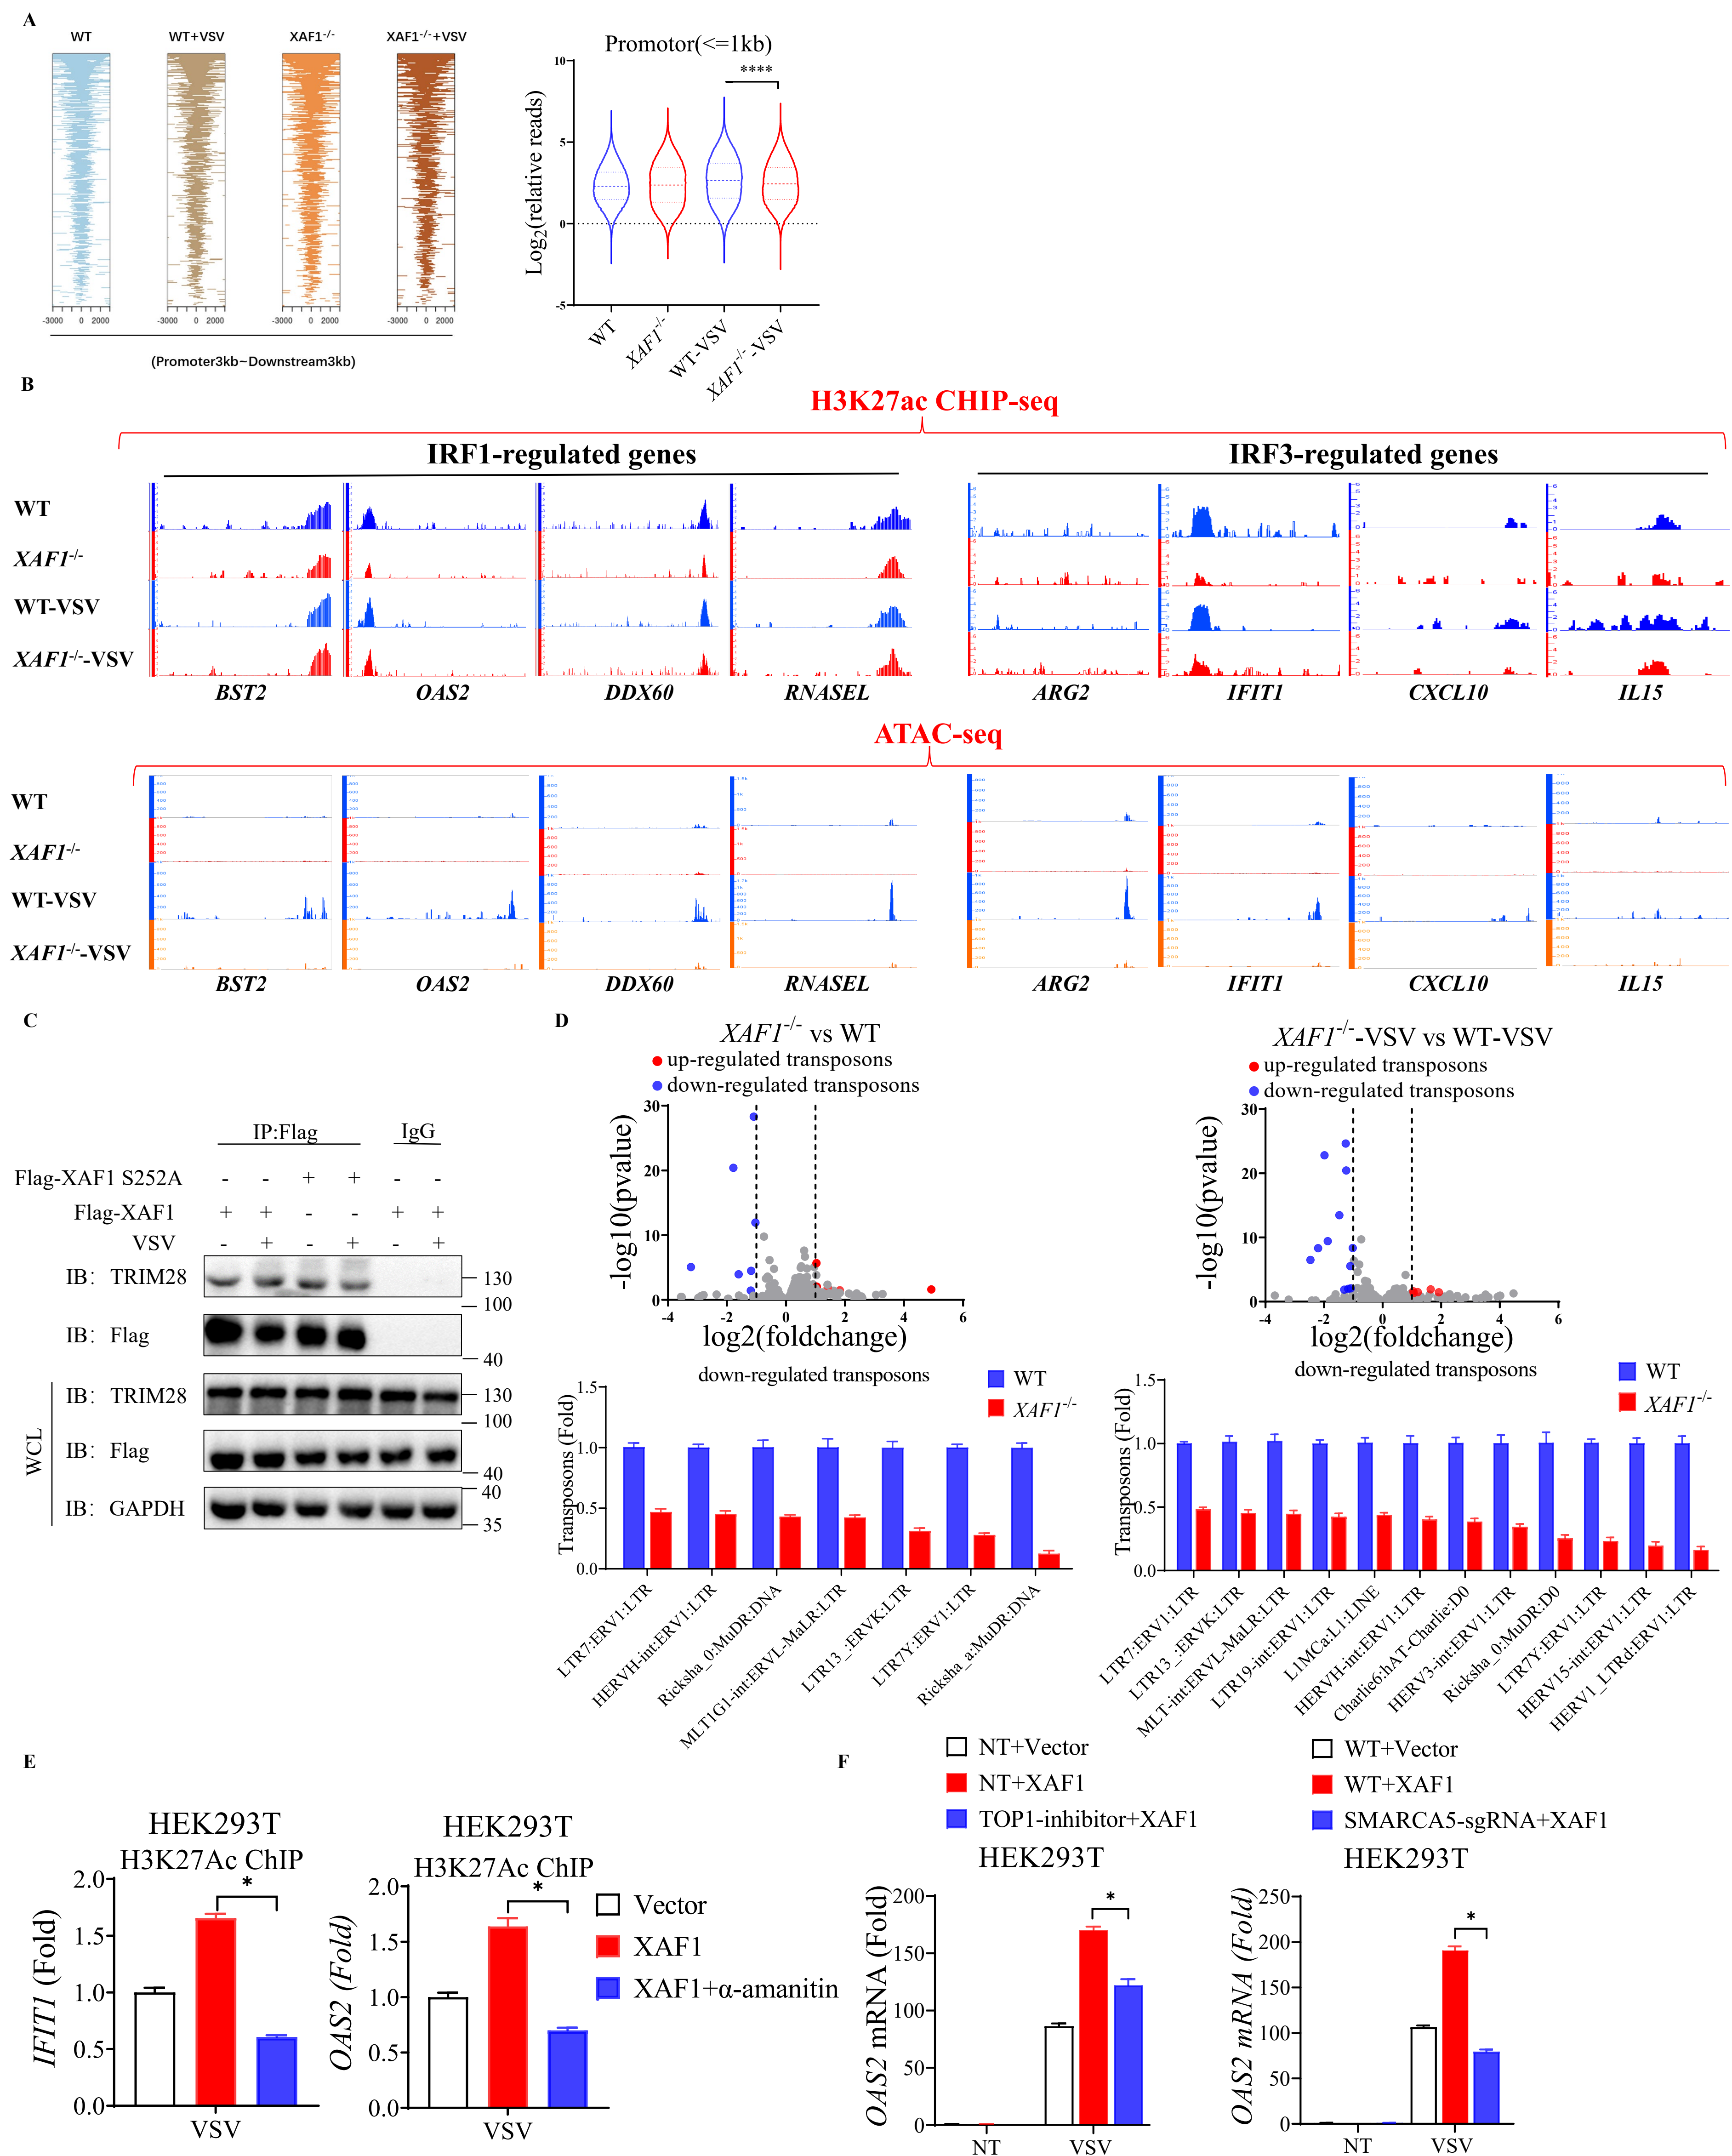 A
WT WT+VSV XAF1-/- XAF1-/-+VSV
-3000 0 2000 -3000 0 2000 -3000 0 2000 -3000 0 2000
(Promoter3kb~Downstream3kb)
Promotor(<=1kb)
****
Log2(relative reads)
10
5
0
-5
WT XAF1-/- WT-VSV XAF1-/--VSV
B
H3K27ac CHIP-seq
IRF1-regulated genes IRF3-regulated genes
WT
XAF1-/-
WT-VSV
XAF1-/--VSV
BST2 OAS2 DDX60 RNASEL ARG2 IFIT1 CXCL10 IL15
ATAC-seq
WT
XAF1-/-
WT-VSV
XAF1-/--VSV
BST2 OAS2 DDX60 RNASEL ARG2 IFIT1 CXCL10 IL15
C
IP:Flag IgG
Flag-XAF1 S252A - - + + - -
Flag-XAF1 + + - - + +
VSV - + - + - +
IB: TRIM28 130
100
IB: Flag
40
WCL
IB: TRIM28 130
100
IB: Flag
40
40
IB: GAPDH
35
D
XAF1-/- vs WT
up-regulated transposons
down-regulated transposons
-log10(pvalue)
30
20
10
0
-4 -2 0 2 4 6
log2(foldchange)
XAF1-/--VSV vs WT-VSV
up-regulated transposons
down-regulated transposons
-log10(pvalue)
30
20
10
0
-4 -2 0 2 4 6
log2(foldchange)
down-regulated transposons
WT
XAF1-/-
Transposons (Fold)
1.5
1.0
0.5
0.0
LTR7:ERV1:LTR
HERVH-int:ERV1:LTR
Ricksha_0:MuDR:DNA
MLT1G1-int:ERVL-MaLR:LTR
LTR13_:ERVK:LTR
LTR7Y:ERV1:LTR
Ricksha_a:MuDR:DNA
down-regulated transposons
WT
XAF1-/-
Transposons (Fold)
1.5
1.0
0.5
0.0
LTR7:ERV1:LTR
LTR13_:ERVK:LTR
MLT-int:ERVL-MaLR:LTR
LTR19-int:ERV1:LTR
L1MCa:L1:LINE
HERVH-int:ERV1:LTR
Charlie6:hAT-Charlie:D0
HERV3-int:ERV1:LTR
Ricksha_0:MuDR:D0
LTR7Y:ERV1:LTR
HERV15-int:ERV1:LTR
HERV1_LTRd:ERV1:LTR
E
HEK293T
H3K27Ac ChIP
*
IFIT1 (Fold)
2.0
1.5
1.0
0.5
0.0
VSV
HEK293T
H3K27Ac ChIP
*
OAS2 (Fold)
2.0
1.5
1.0
0.5
0.0
VSV
Vector
XAF1
XAF1+α-amanitin
F
NT+Vector
NT+XAF1
TOP1-inhibitor+XAF1
HEK293T
*
OAS2 mRNA (Fold)
200
150
100
50
0
NT VSV
WT+Vector
WT+XAF1
SMARCA5-sgRNA+XAF1
HEK293T
*
OAS2 mRNA (Fold)
250
200
150
100
50
0
NT VSV